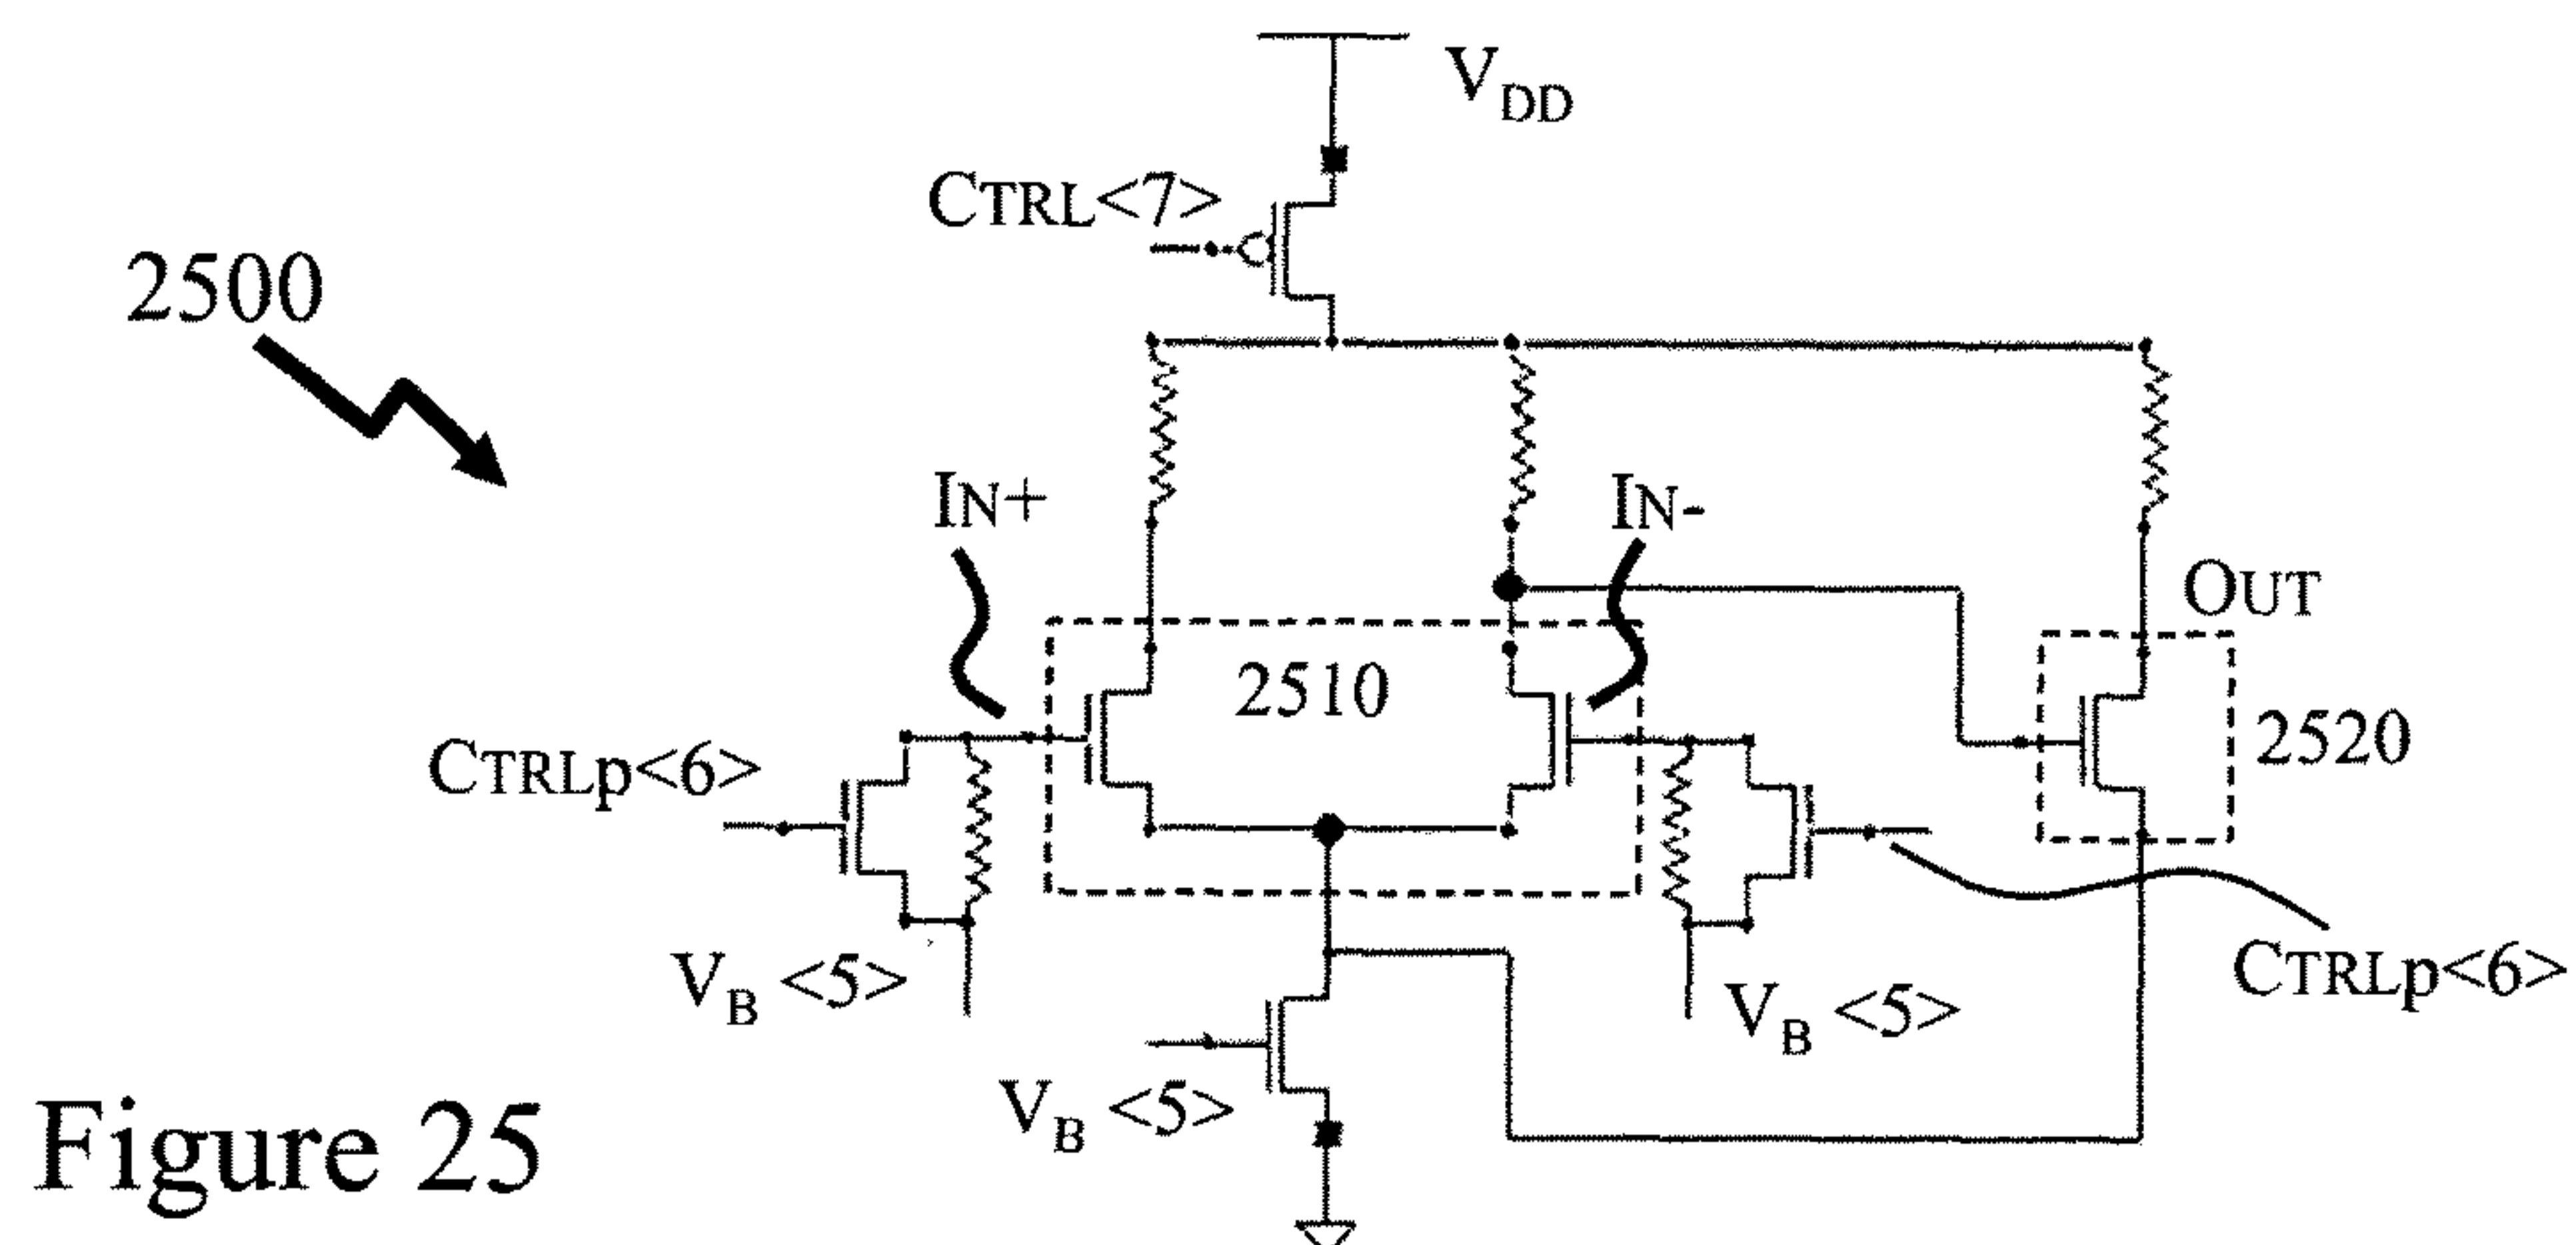 VDD
CTRL<7>
2500
IN+
IN-
OUT
2510
2520
CTRLp<6>
VB <5>
VB <5>
CTRLp<6>
VB <5>
Figure 25